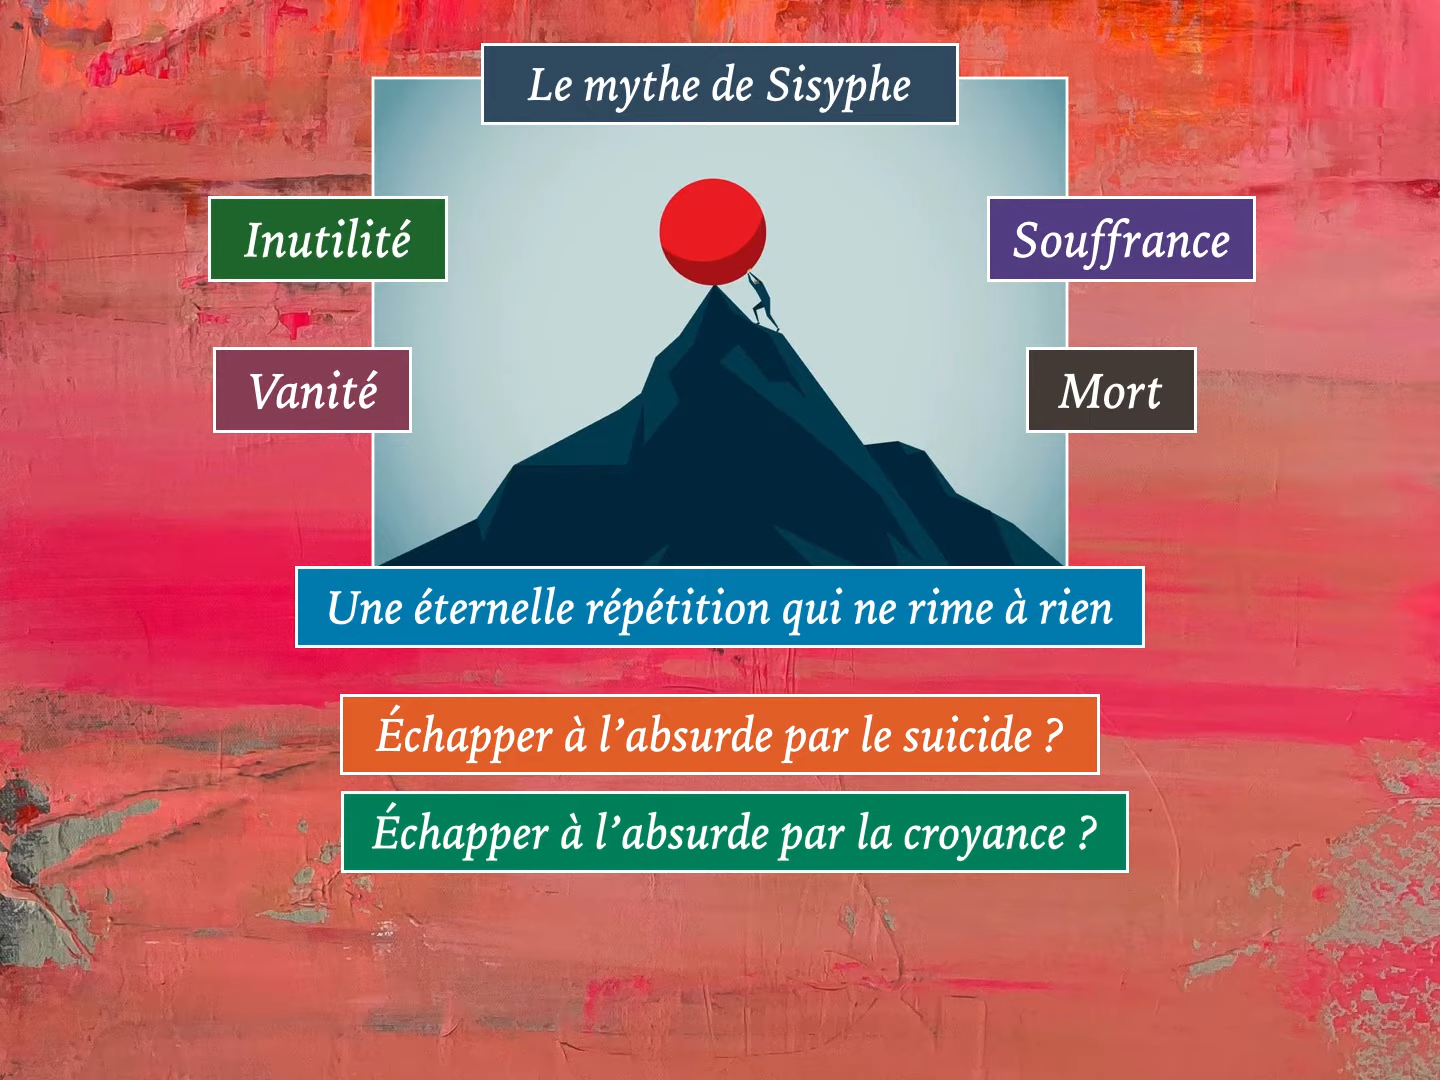 Le mythe de Sisyphe
Inutilité
Souffrance
Vanité
Mort
Une éternelle répétition qui ne rime à rien
Échapper à l’absurde par le suicide ?
Échapper à l’absurde par la croyance ?